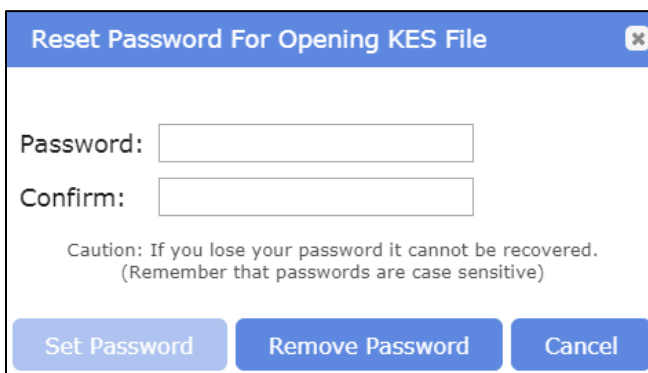 Reset Password For Opening KES File
Password:
Confirm:
Caution: If you lose your password it cannot be recovered.
(Remember that passwords are case sensitive)
Set Password Remove Password Cancel